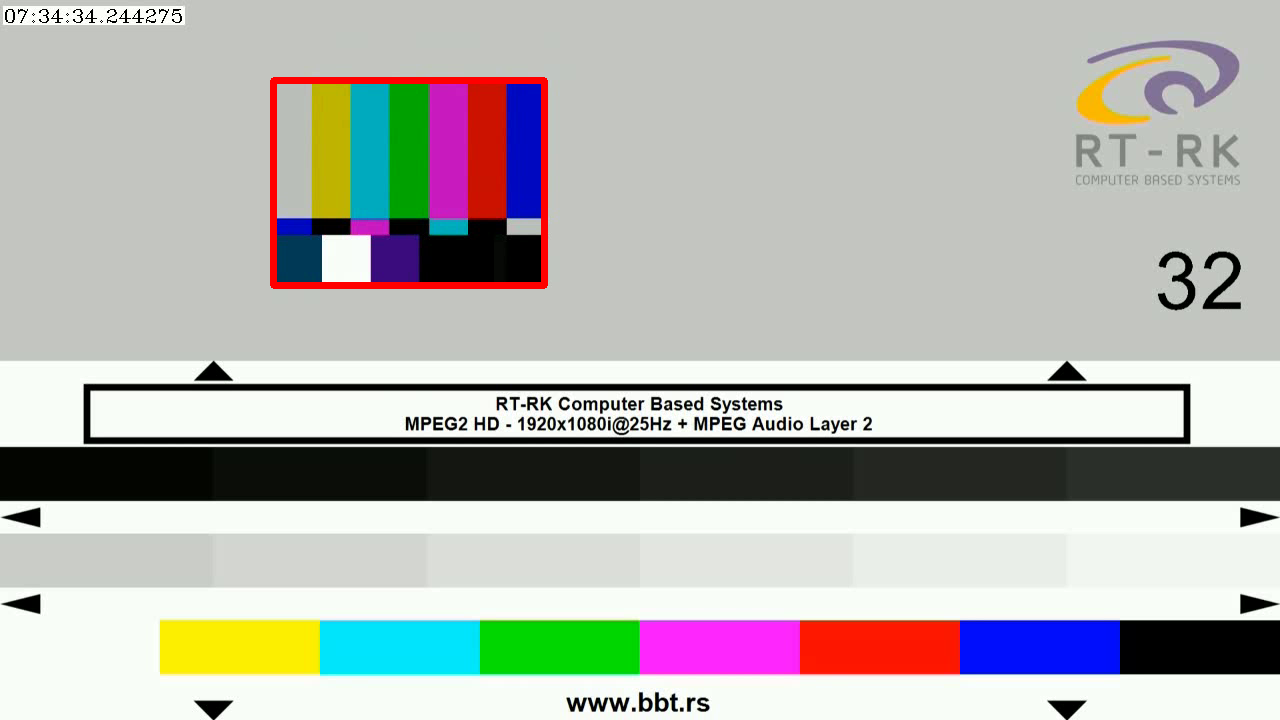 07:34:34.244275
RT-RK
COMPUTER BASED SYSTEMS
32
RT-RK Computer Based Systems
MPEG2 HD - 1920x1080i@25Hz + MPEG Audio Layer 2
www.bbt.rs